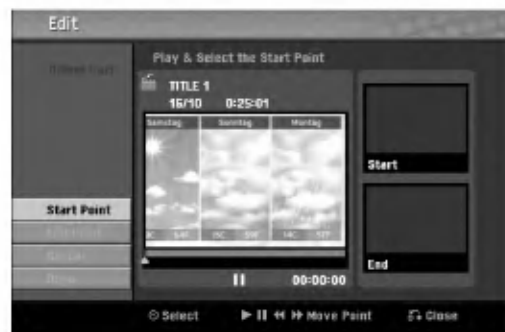 Edit
Play & Select the Start Point
TITLE 1
16/10 0:25:01
Samstag Sonntag Montag
Start
Start Point
End
00:00:00
Select Move Point Close